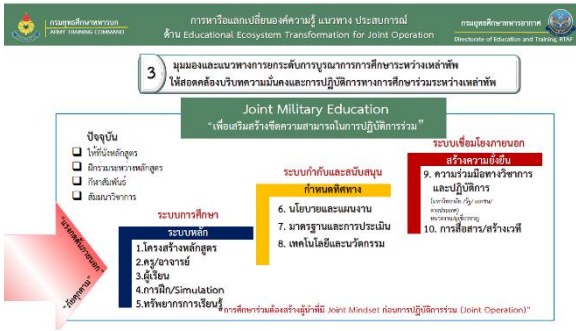 กรมยุทธศึกษาทหารบก
ARMY TRAINING COMMAND
การหารือแลกเปลี่ยนองค์ความรู้ แนวทาง ประสบการณ์
ด้าน Educational Ecosystem Transformation for Joint Operation
กรมยุทธศึกษาทหารอากาศ
Directorate of Education and Training, RTAF
3
มุมมองและแนวทางการยกระดับการบูรณาการการศึกษาระหว่างเหล่าทัพ
ให้สอดคล้องบริบทความมั่นคงและการปฏิบัติการทางการศึกษาร่วมระหว่างเหล่าทัพ
Joint Military Education
"เพื่อเสริมสร้างขีดความสามารถในการปฏิบัติการร่วม"
ปัจจุบัน
ให้ที่นั่งหลักสูตร
ฝึกร่วมระหว่างหลักสูตร
กีฬาสัมพันธ์
สัมมนาวิชาการ
"แรงกดดันภายนอก"
"ภัยคุกคาม"
ระบบการศึกษา
ระบบหลัก
1.โครงสร้างหลักสูตร
2.ครู/อาจารย์
3.ผู้เรียน
4.การฝึก/Simulation
5.ทรัพยากรการเรียนรู้
ระบบกำกับและสนับสนุน
กำหนดทิศทาง
6. นโยบายและแผนงาน
7. มาตรฐานและการประเมิน
8. เทคโนโลยีและนวัตกรรม
ระบบเชื่อมโยงภายนอก
สร้างความยั่งยืน
9. ความร่วมมือทางวิชาการ
และปฏิบัติการ
10. การสื่อสาร/สร้างเวที
"การศึกษาร่วมต้องสร้างผู้นำที่มี Joint Mindset ก่อนการปฏิบัติการร่วม (Joint Operation)"